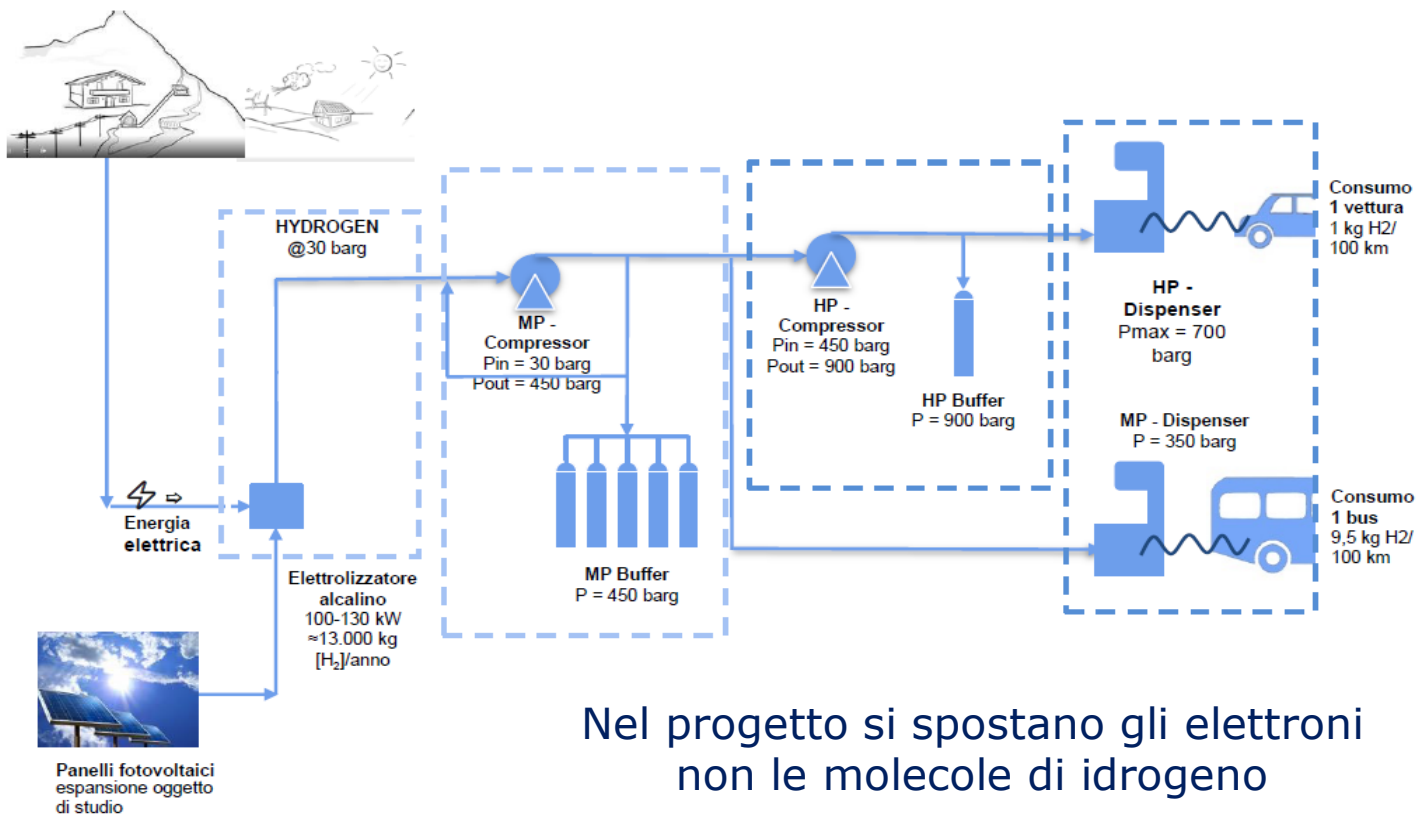 HYDROGEN
@30 barg
MP -
Compressor
Pin = 30 barg
Pout = 450 barg
HP -
Compressor
Pin = 450 barg
Pout = 900 barg
HP Buffer
P = 900 barg
HP -
Dispenser
Pmax = 700
barg
Consumo
1 vettura
1 kg H2/
100 km
MP - Dispenser
P = 350 barg
Consumo
1 bus
9,5 kg H2/
100 km
Energia
elettrica
Elettrolizzatore
alcalino
100-130 kW
≈13.000 kg
[H₂]/anno
MP Buffer
P = 450 barg
Panelli fotovoltaici
espansione oggetto
di studio
Nel progetto si spostano gli elettroni
non le molecole di idrogeno